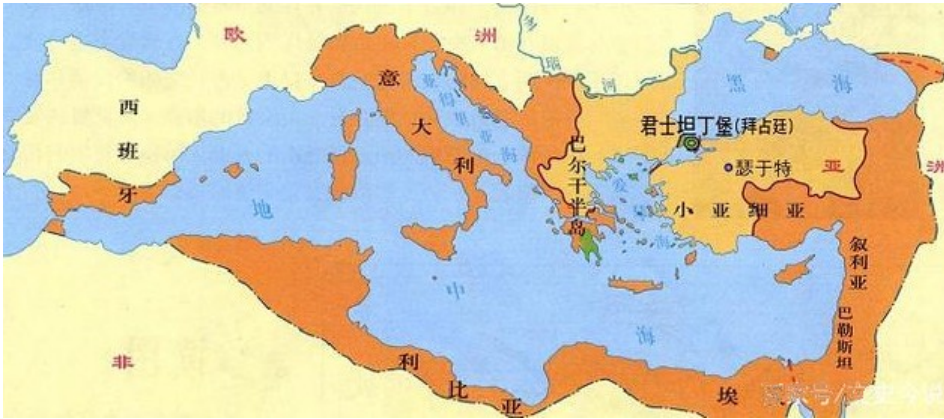 欧
洲
多
瑙
河
黑
海
西
班
牙
意
大
利
亚得里亚海
巴尔干半岛
君士坦丁堡(拜占廷)
瑟于特
亚
洲
爱
海
小亚细亚
地
中
海
叙利亚
巴勒斯坦
非
利
比
亚
埃